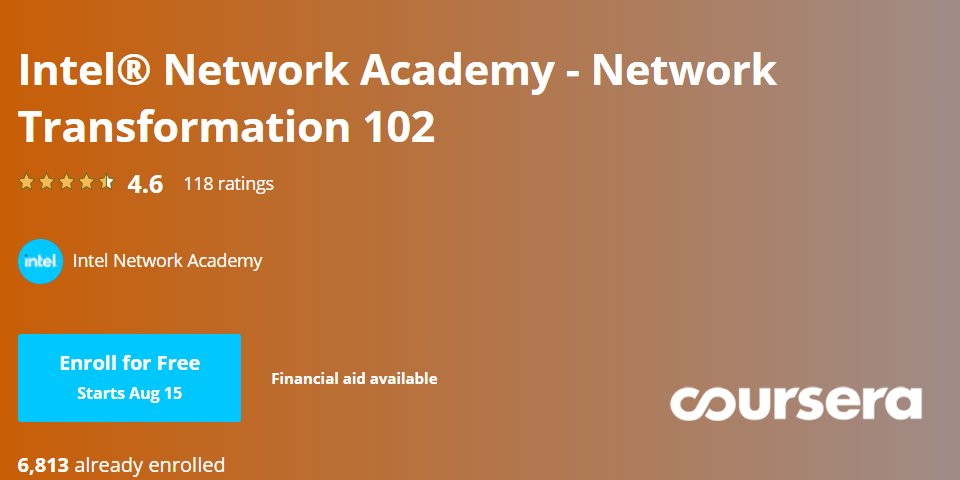 Intel® Network Academy - Network
Transformation 102
4.6 118 ratings
intel Intel Network Academy
Enroll for Free
Starts Aug 15
Financial aid available
coursera
6,813 already enrolled